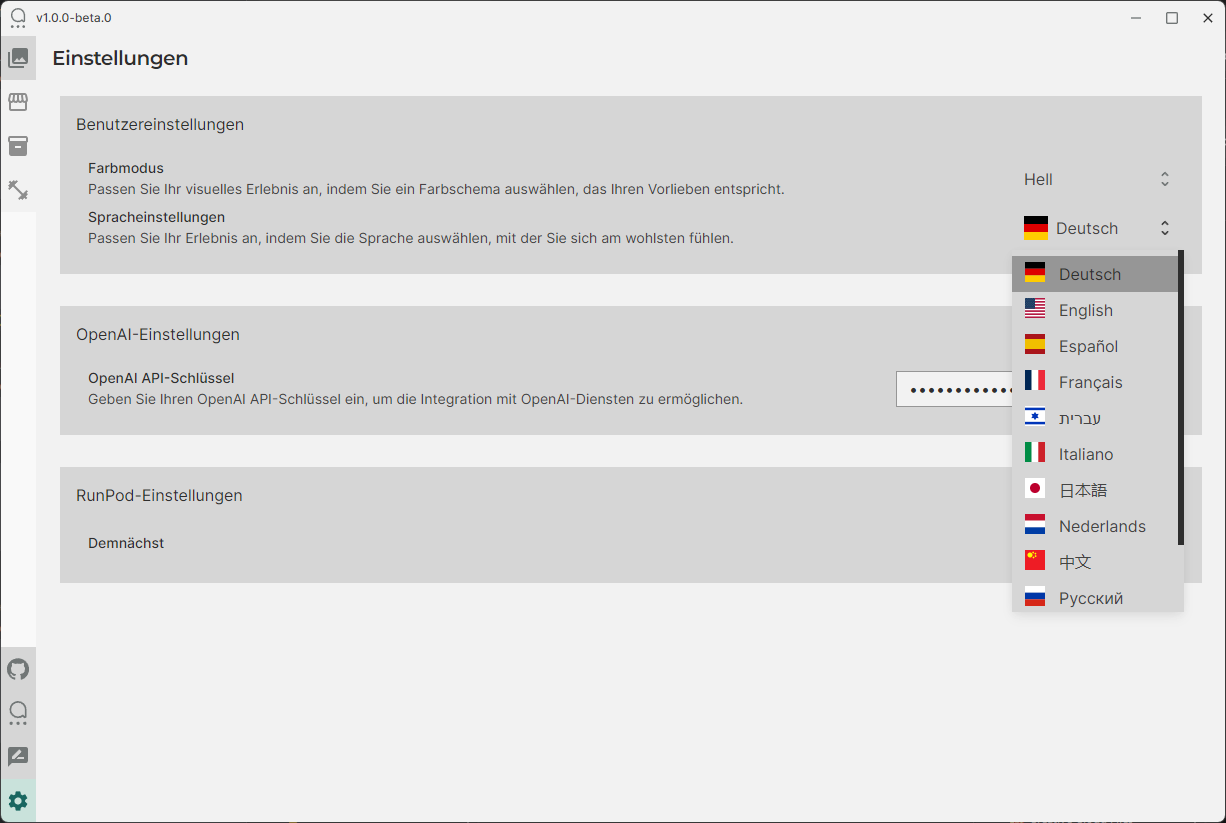 v1.0.0-beta.0
Einstellungen
Benutzereinstellungen
Farbmodus
Passen Sie Ihr visuelles Erlebnis an, indem Sie ein Farbschema auswählen, das Ihren Vorlieben entspricht.
Hell
Spracheinstellungen
Passen Sie Ihr Erlebnis an, indem Sie die Sprache auswählen, mit der Sie sich am wohlsten fühlen.
Deutsch
Deutsch
English
Español
Français
עברית
Italiano
日本語
Nederlands
中文
Русский
OpenAI-Einstellungen
OpenAI API-Schlüssel
Geben Sie Ihren OpenAI API-Schlüssel ein, um die Integration mit OpenAI-Diensten zu ermöglichen.
RunPod-Einstellungen
Demnächst